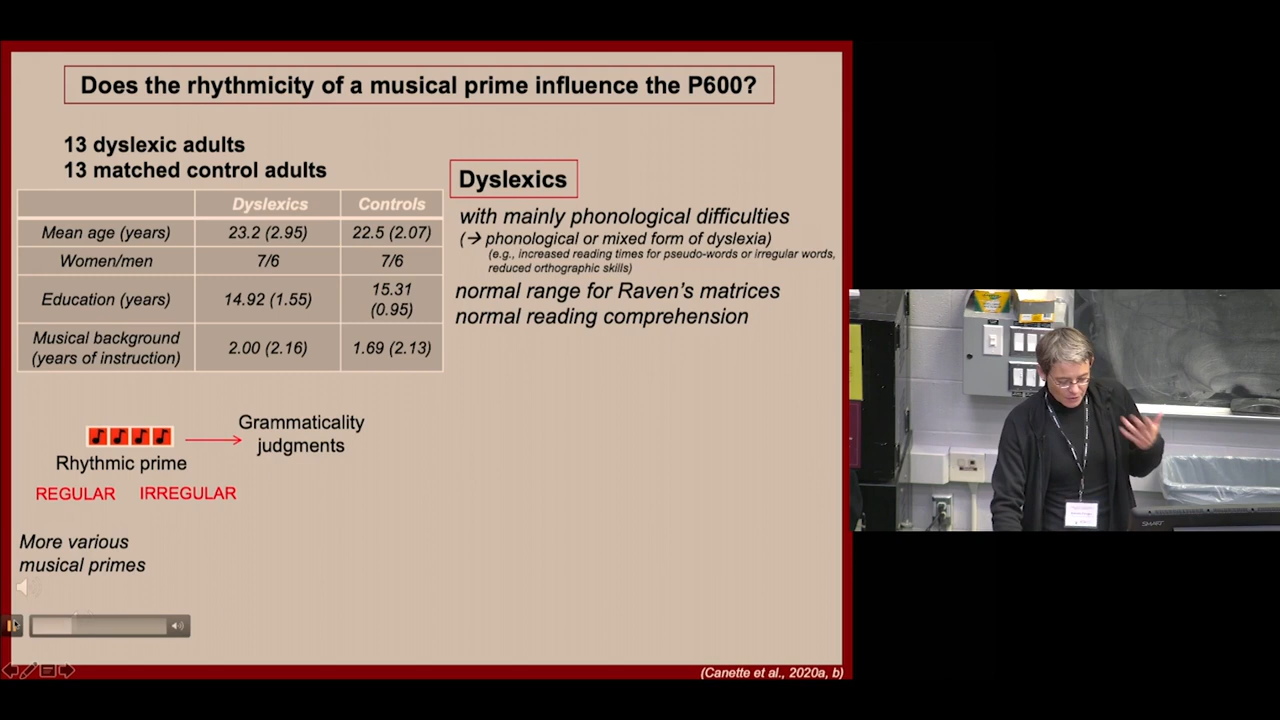 Does the rhythmicity of a musical prime influence the P600?
13 dyslexic adults
13 matched control adults
Dyslexics Controls
Mean age (years) 23.2 (2.95) 22.5 (2.07)
Women/men 7/6 7/6
Education (years) 14.92 (1.55) 15.31 (0.95)
Musical background (years of instruction) 2.00 (2.16) 1.69 (2.13)
Dyslexics
with mainly phonological difficulties
(→ phonological or mixed form of dyslexia)
(e.g., increased reading times for pseudo-words or irregular words,
reduced orthographic skills)
normal range for Raven's matrices
normal reading comprehension
Grammaticality
judgments
Rhythmic prime
REGULAR IRREGULAR
More various
musical primes
(Canette et al., 2020a, b)
SMART